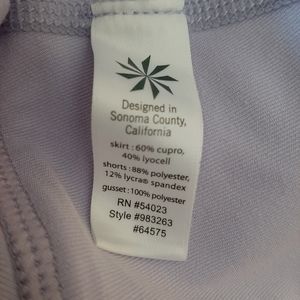 Designed in
Sonoma County,
California
skirt : 60% cupro,
40% lyocell
shorts : 88% polyester,
12% lycra® spandex
gusset : 100% polyester
RN #54023
Style #983263
#64575